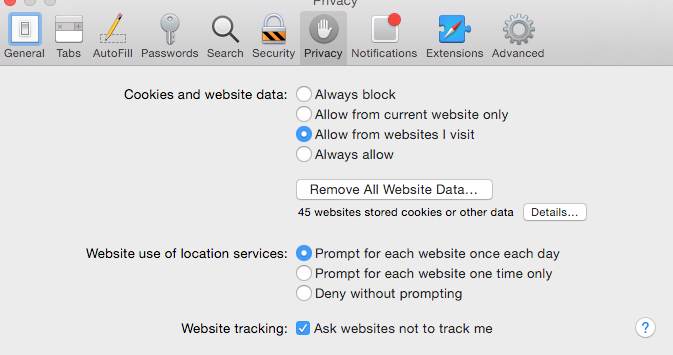 Privacy
General Tabs AutoFill Passwords Search Security Privacy Notifications Extensions Advanced
Cookies and website data: Always block
Allow from current website only
Allow from websites I visit
Always allow
Remove All Website Data...
45 websites stored cookies or other data Details...
Website use of location services: Prompt for each website once each day
Prompt for each website one time only
Deny without prompting
Website tracking: Ask websites not to track me ?